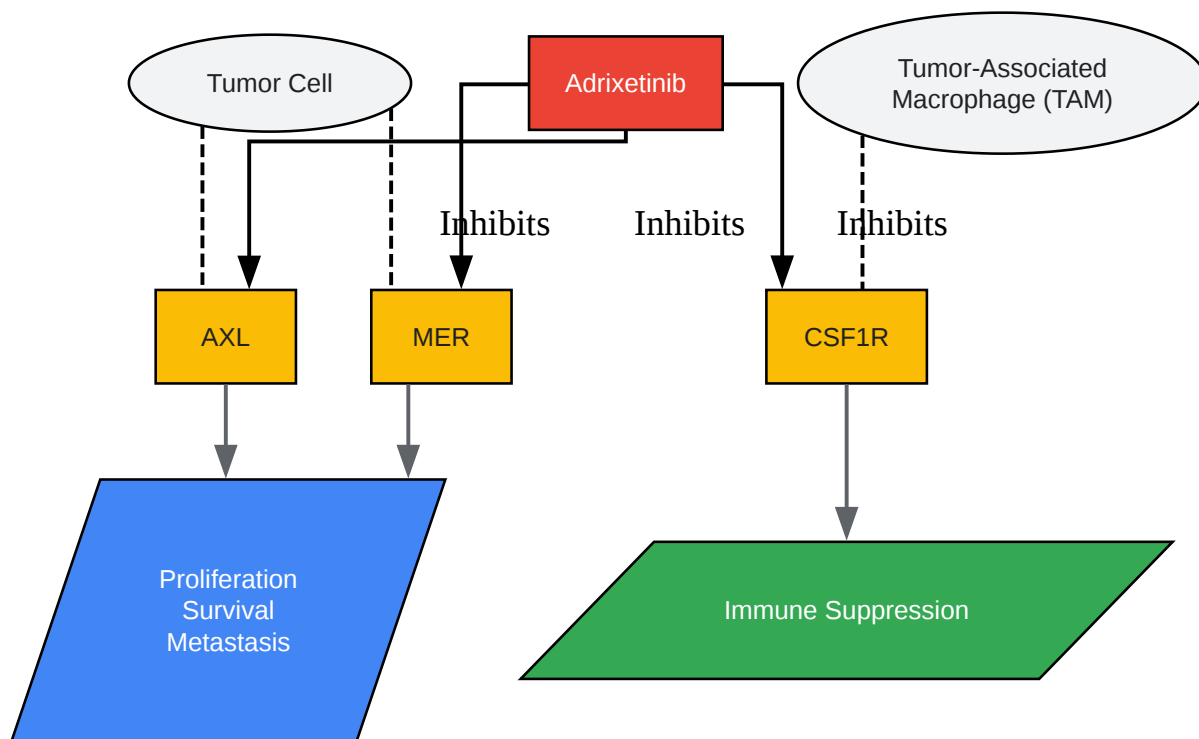 Tumor Cell
Adrixetinib
Tumor-Associated
Macrophage (TAM)
Inhibits
Inhibits
Inhibits
AXL
MER
CSF1R
Proliferation
Survival
Metastasis
Immune Suppression